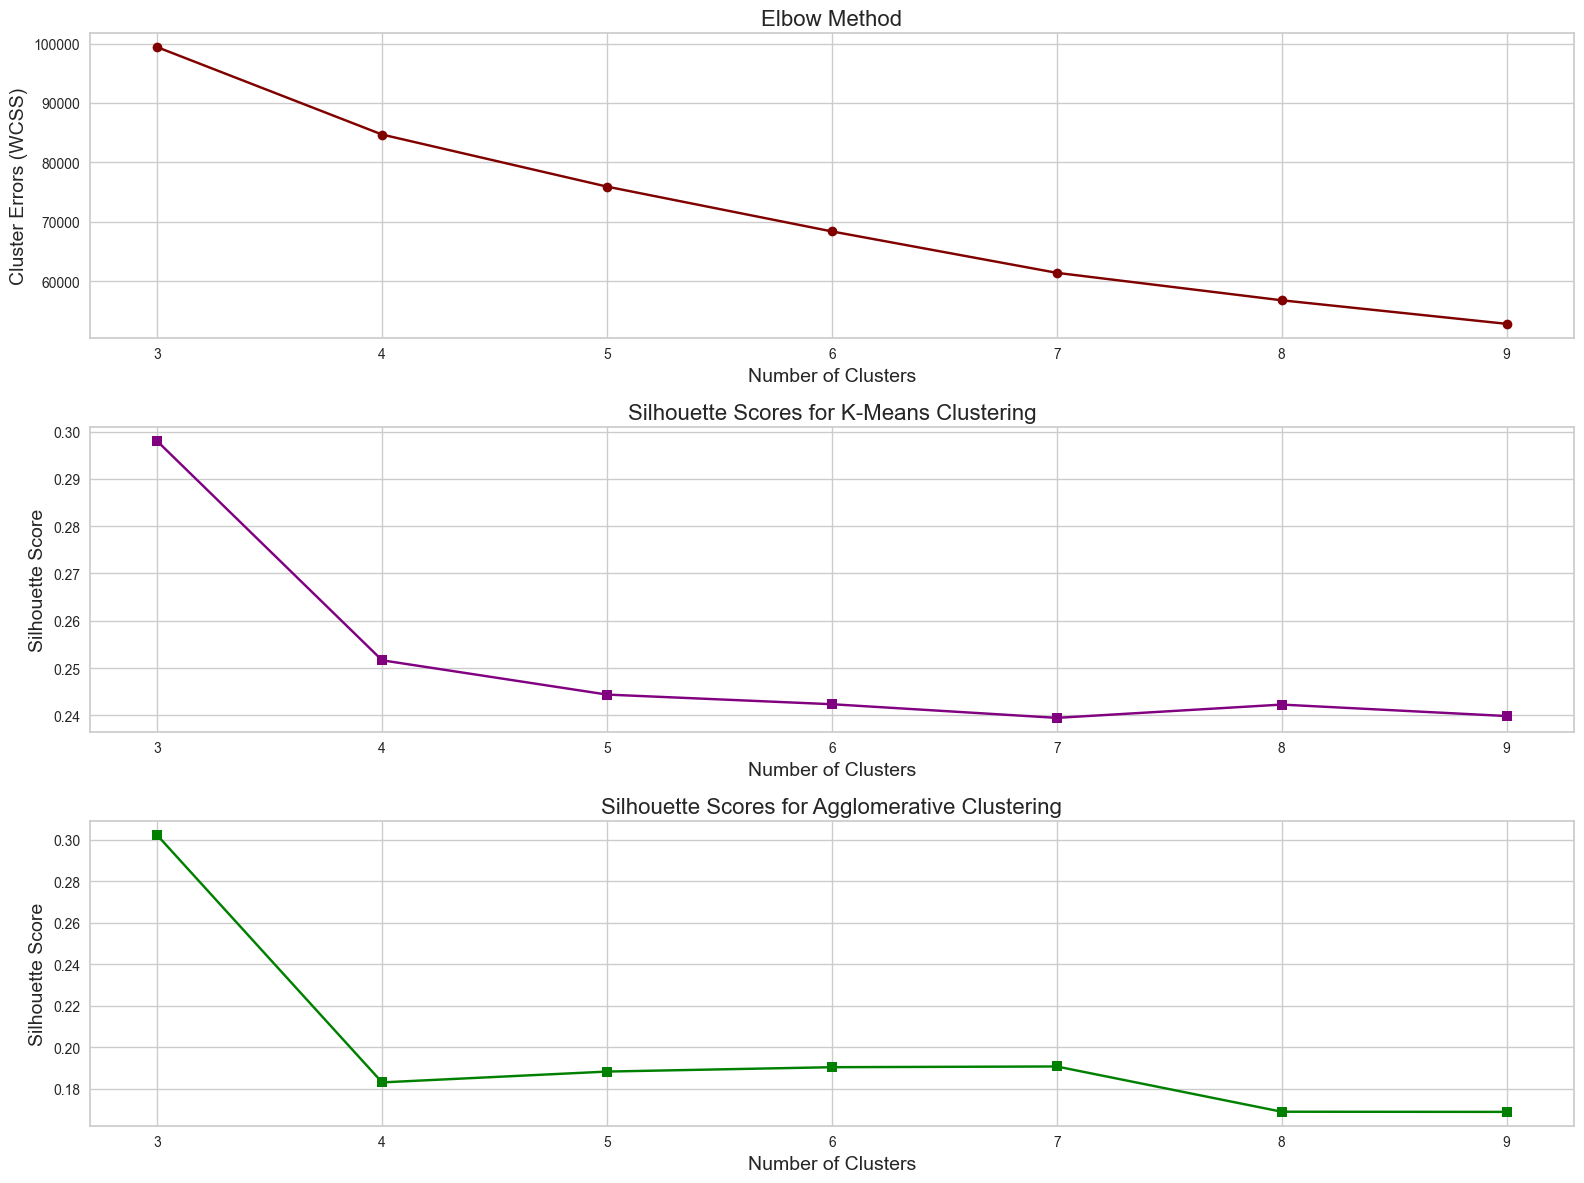 Elbow Method
100000
90000
80000
70000
60000
Cluster Errors (WCSS)
3 4 5 6 7 8 9
Number of Clusters
Silhouette Scores for K-Means Clustering
0.30
0.29
0.28
0.27
0.26
0.25
0.24
Silhouette Score
3 4 5 6 7 8 9
Number of Clusters
Silhouette Scores for Agglomerative Clustering
0.30
0.28
0.26
0.24
0.22
0.20
0.18
Silhouette Score
3 4 5 6 7 8 9
Number of Clusters